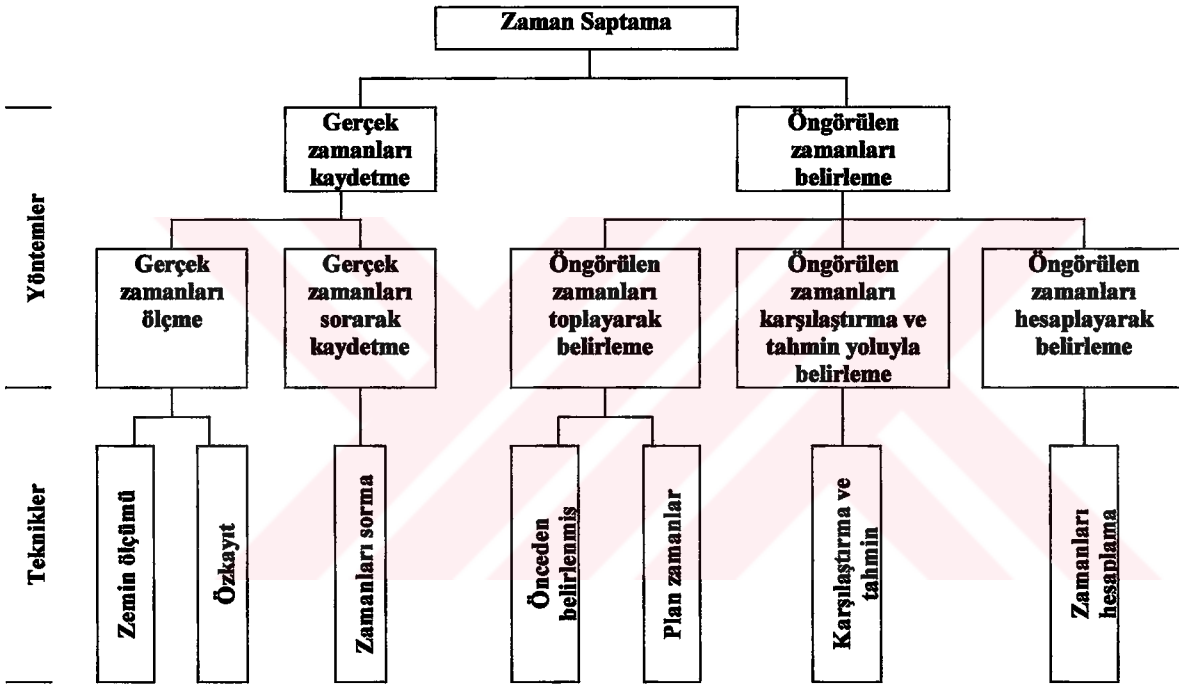 Zaman Saptama
Yöntemler
Gerçek
zamanları
kaydetme
Öngörülen
zamanları
belirleme
Gerçek
zamanları
ölçme
Gerçek
zamanları
sorarak
kaydetme
Öngörülen
zamanları
toplayarak
belirleme
Öngörülen
zamanları
karşılaştırma ve
tahmin yoluyla
belirleme
Öngörülen
zamanları
hesaplayarak
belirleme
Teknikler
Zemin ölçümü
Özkayıt
Zamanları sorma
Önceden
belirlenmiş
Plan zamanlar
Karşılaştırma ve
tahmin
Zamanları
hesaplama